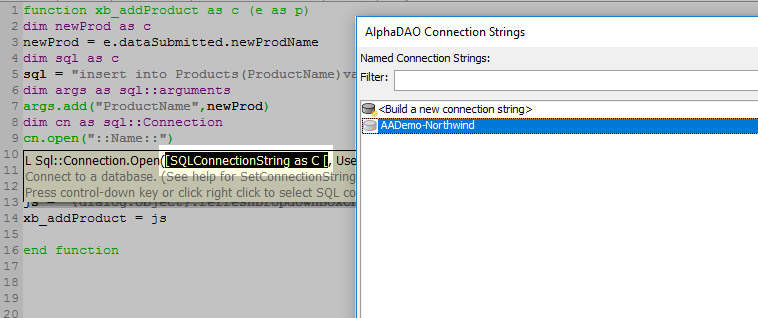 1 function xb_addProduct as c (e as p)
2 dim newProd as c
3 newProd = e.dataSubmitted.newProdName
4 dim sql as c
5 sql = "insert into Products(ProductName)va
6 dim args as sql::arguments
7 args.add("ProductName",newProd)
8 dim cn as sql::Connection
9 cn.open("::Name::")
10 L Sql::Connection.Open([SQLConnectionString as C [, Use
11 Connect to a database. (See help for SetConnectionString
12 Press control-down key or click right click to select SQL co
13 js =
14 xb_addProduct = js
15
16 end function
17
18
19
20
AlphaDAO Connection Strings
Named Connection Strings:
Filter:
<Build a new connection string>
AADemo-Northwind